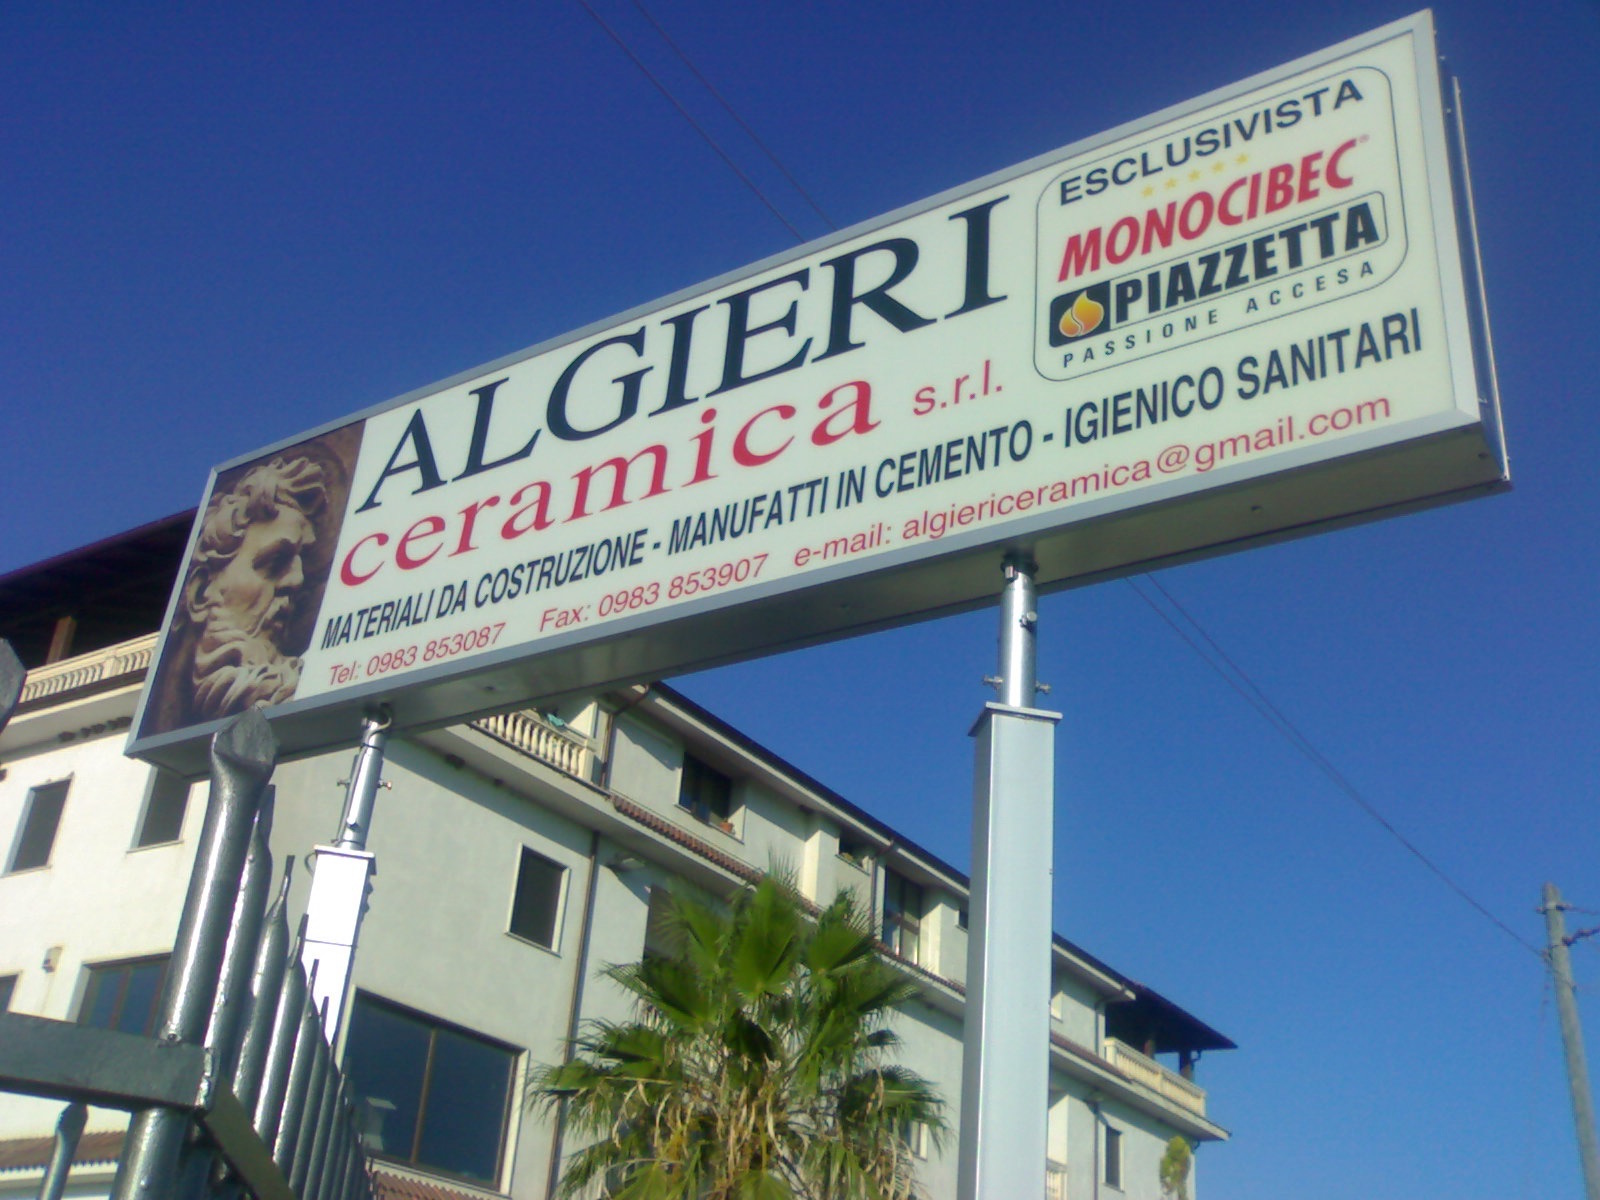 ALGIERI
ceramica s.r.l.
ESCLUSIVISTA
MONOCIBEC®
PIAZZETTA
PASSIONE ACCESA
MATERIALI DA COSTRUZIONE - MANUFATTI IN CEMENTO - IGIENICO SANITARI
Tel: 0983 853087 Fax: 0983 853907 e-mail: algiericeramica@gmail.com